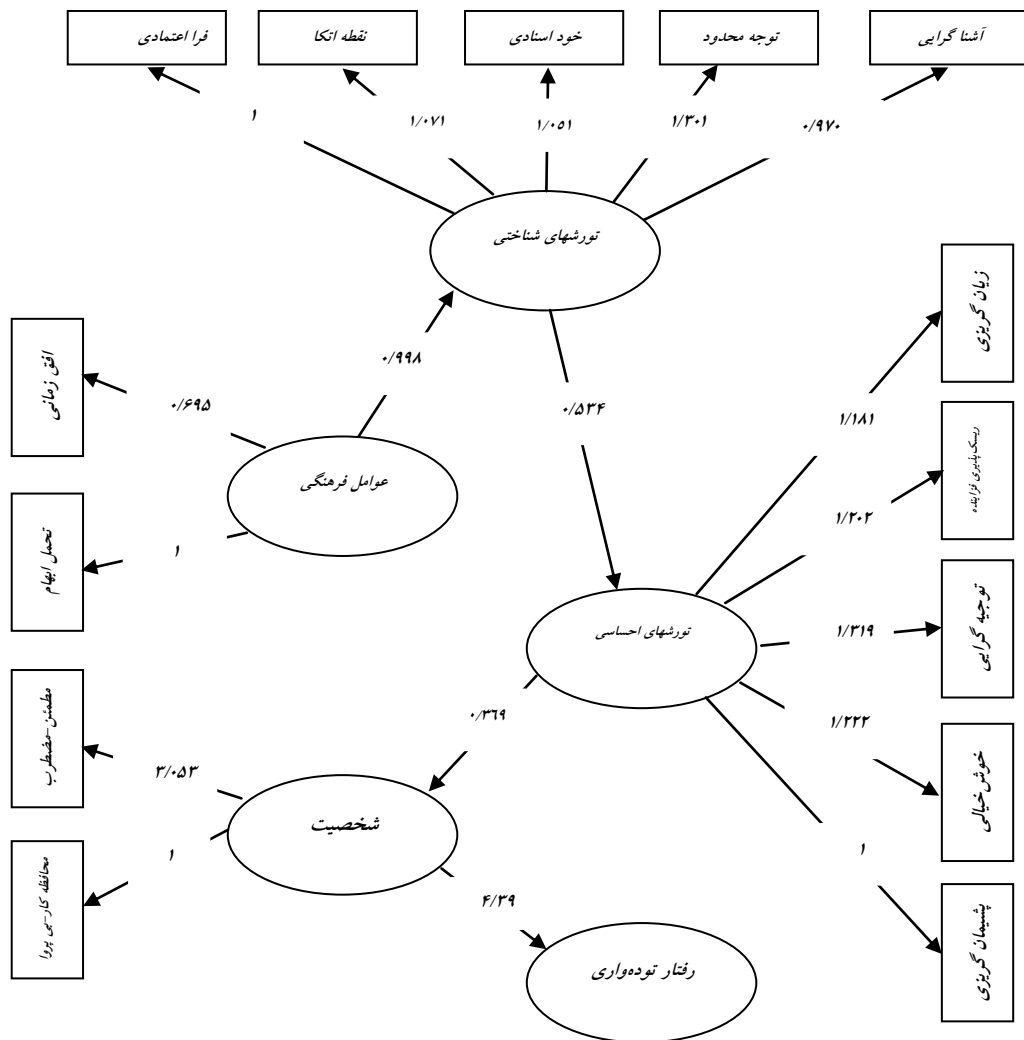 آشنا گرایی
توجه محدود
خود اسنادی
نقطه اتکا
فرا اعتمادی
۰/۹۷۰
۱/۳۰۱
۱/۰۵۱
۱/۰۷۱
۱
تورشهای شناختی
زیان گریزی
افق زمانی
۰/۹۹۸
۰/۶۹۵
۰/۵۳۴
۱/۱۸۱
ریسک‌پذیری فزاینده
عوامل فرهنگی
۱/۲۰۲
تحمل ابهام
۱
توجیه گرایی
۱/۳۱۹
تورشهای احساسی
۰/۳۶۹
۱/۲۲۲
مطمئن-مضطرب
۳/۰۵۳
خوش خیالی
شخصیت
۱
۱
محافظه کار-بی پروا
۴/۳۹
پشیمان گریزی
رفتار توده‌واری